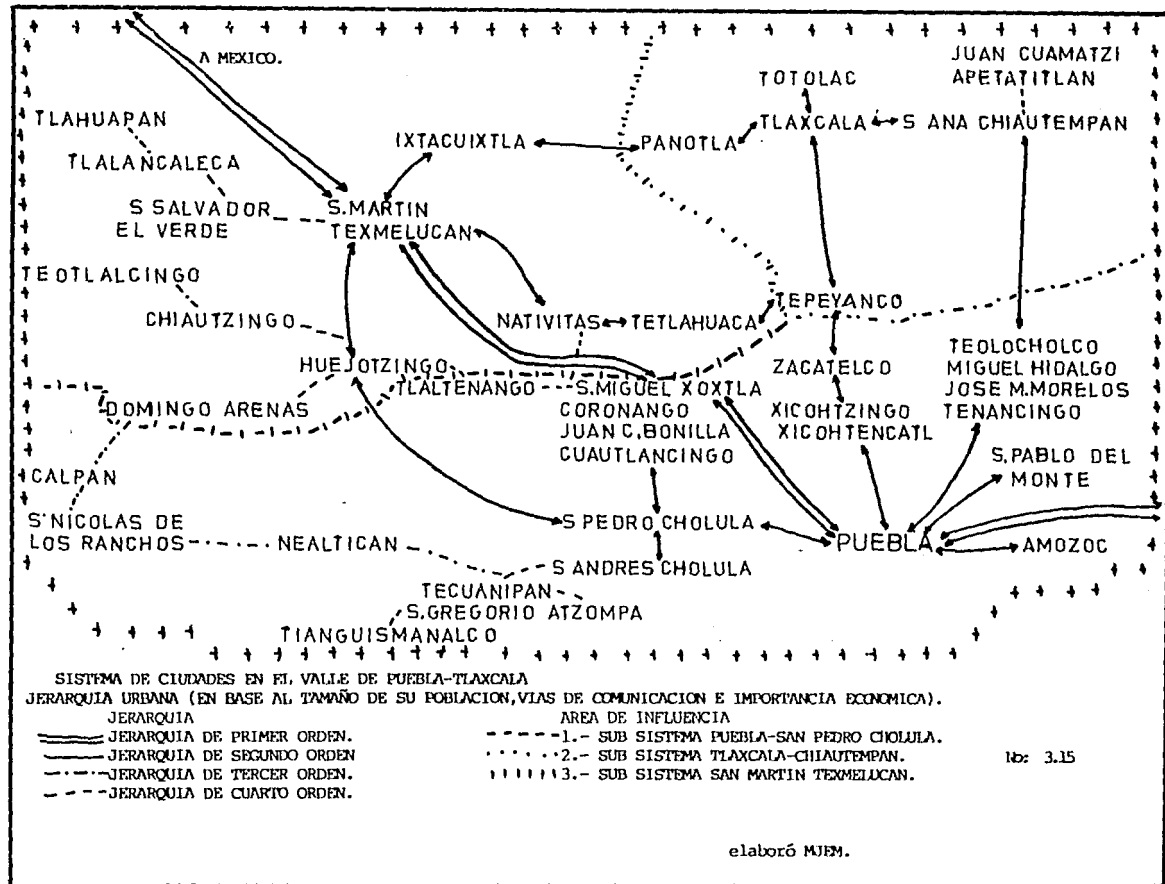 A MEXICO.
JUAN CUAMATZI
APETATITLAN
TOTOLAC
TLAHUAPAN
TLAXCALA
S ANA CHIAUTEMPAN
IXTACUIXTLA
PANOTLA
TLALANCALECA
S SALVADOR
EL VERDE
S.MARTIN
TEXMELUCAN
TEOTLALCINGO
CHIAUTZINGO
NATIVITAS
TETLAHUACA
TEPEYANCO
HUEJOTZINGO
TLALTENANGO
S.MIGUEL XOXTLA
CORONANGO
JUAN C.BONILLA
CUAUTLANCINGO
ZACATELCO
XICOHTZINGO
XICOHTENCATL
TEOLOCHOLCO
MIGUEL HIDALGO
JOSE M.MORELOS
TENANCINGO
DOMINGO ARENAS
S.PABLO DEL
MONTE
CALPAN
S.NICOLAS DE
LOS RANCHOS
NEALTICAN
S PEDRO CHOLULA
PUEBLA
AMOZOC
S ANDRES CHOLULA
TECUANIPAN
S.GREGORIO ATZOMPA
TIANGUISMANALCO
SISTEMA DE CIUDADES EN EL VALLE DE PUEBLA-TLAXCALA
JERARQUIA URBANA (EN BASE AL TAMAÑO DE SU POBLACION,VIAS DE COMUNICACION E IMPORTANCIA ECONOMICA).
JERARQUIA
JERARQUIA DE PRIMER ORDEN.
JERARQUIA DE SEGUNDO ORDEN
JERARQUIA DE TERCER ORDEN.
JERARQUIA DE CUARTO ORDEN.
AREA DE INFLUENCIA
1.- SUB SISTEMA PUEBLA-SAN PEDRO CHOLULA.
2.- SUB SISTEMA TLAXCALA-CHIAUTEMPAN.
3.- SUB SISTEMA SAN MARTIN TEXMELUCAN.
No: 3.15
elaboró MJEM.